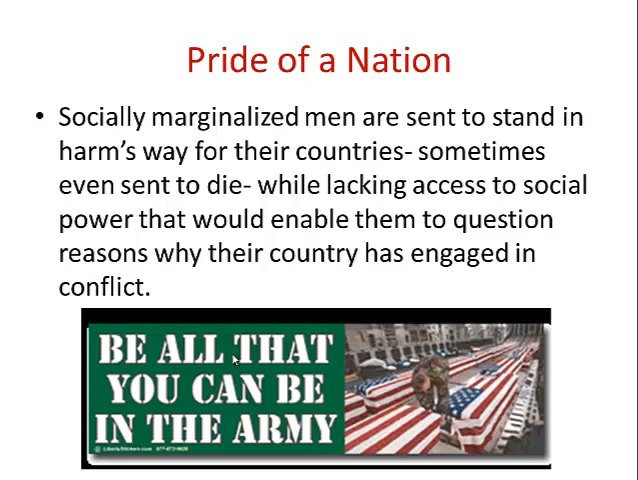 Pride of a Nation
• Socially marginalized men are sent to stand in
harm's way for their countries- sometimes
even sent to die- while lacking access to social
power that would enable them to question
reasons why their country has engaged in
conflict.
BE ALL THAT
YOU CAN BE
IN THE ARMY